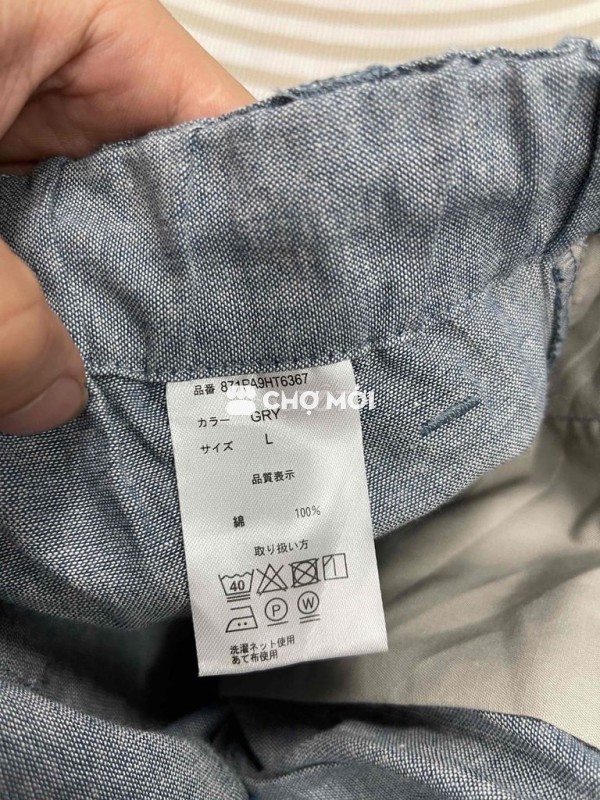 品番 871PA9HT6367
CHỢ MỚI
カラー GRY
サイズ L
品質表示
綿 100%
取り扱い方
40
P W
洗濯ネット使用
あて布使用